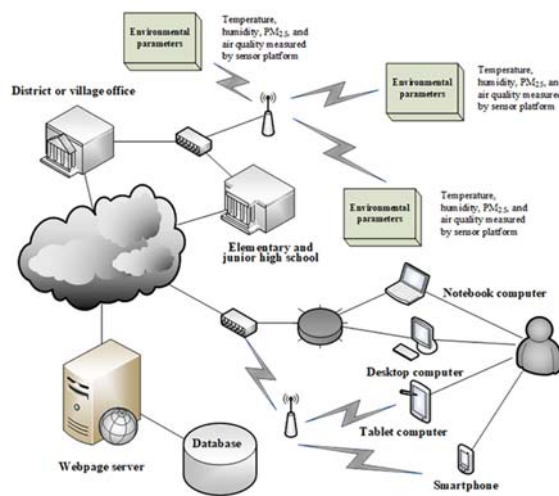 Environmental
parameters
Temperature,
humidity, PM2.5, and
air quality measured
by sensor platform
District or village office
Environmental
parameters
Temperature,
humidity, PM2.5, an
air quality measured
by sensor platform
Environmental
parameters
Temperature,
humidity, PM2.5, and
air quality measured
by sensor platform
Elementary and
junior high school
Notebook computer
Desktop computer
Tablet computer
Database
Webpage server
Smartphone